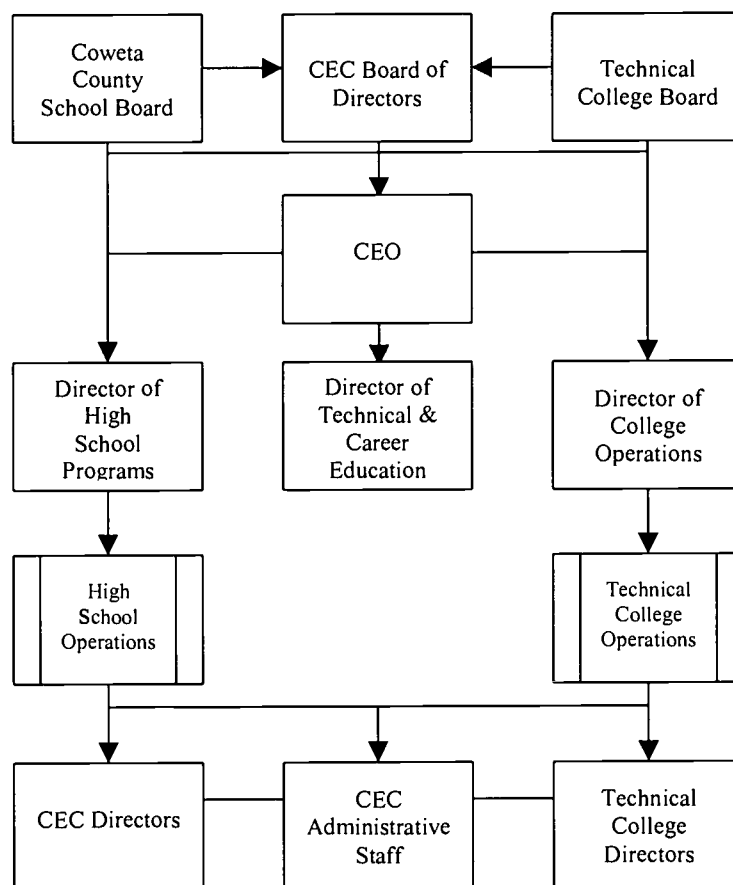 Coweta
County
School Board
CEC Board of
Directors
Technical
College Board
CEO
Director of
High
School
Programs
Director of
Technical &
Career
Education
Director of
College
Operations
High
School
Operations
Technical
College
Operations
CEC Directors
CEC
Administrative
Staff
Technical
College
Directors